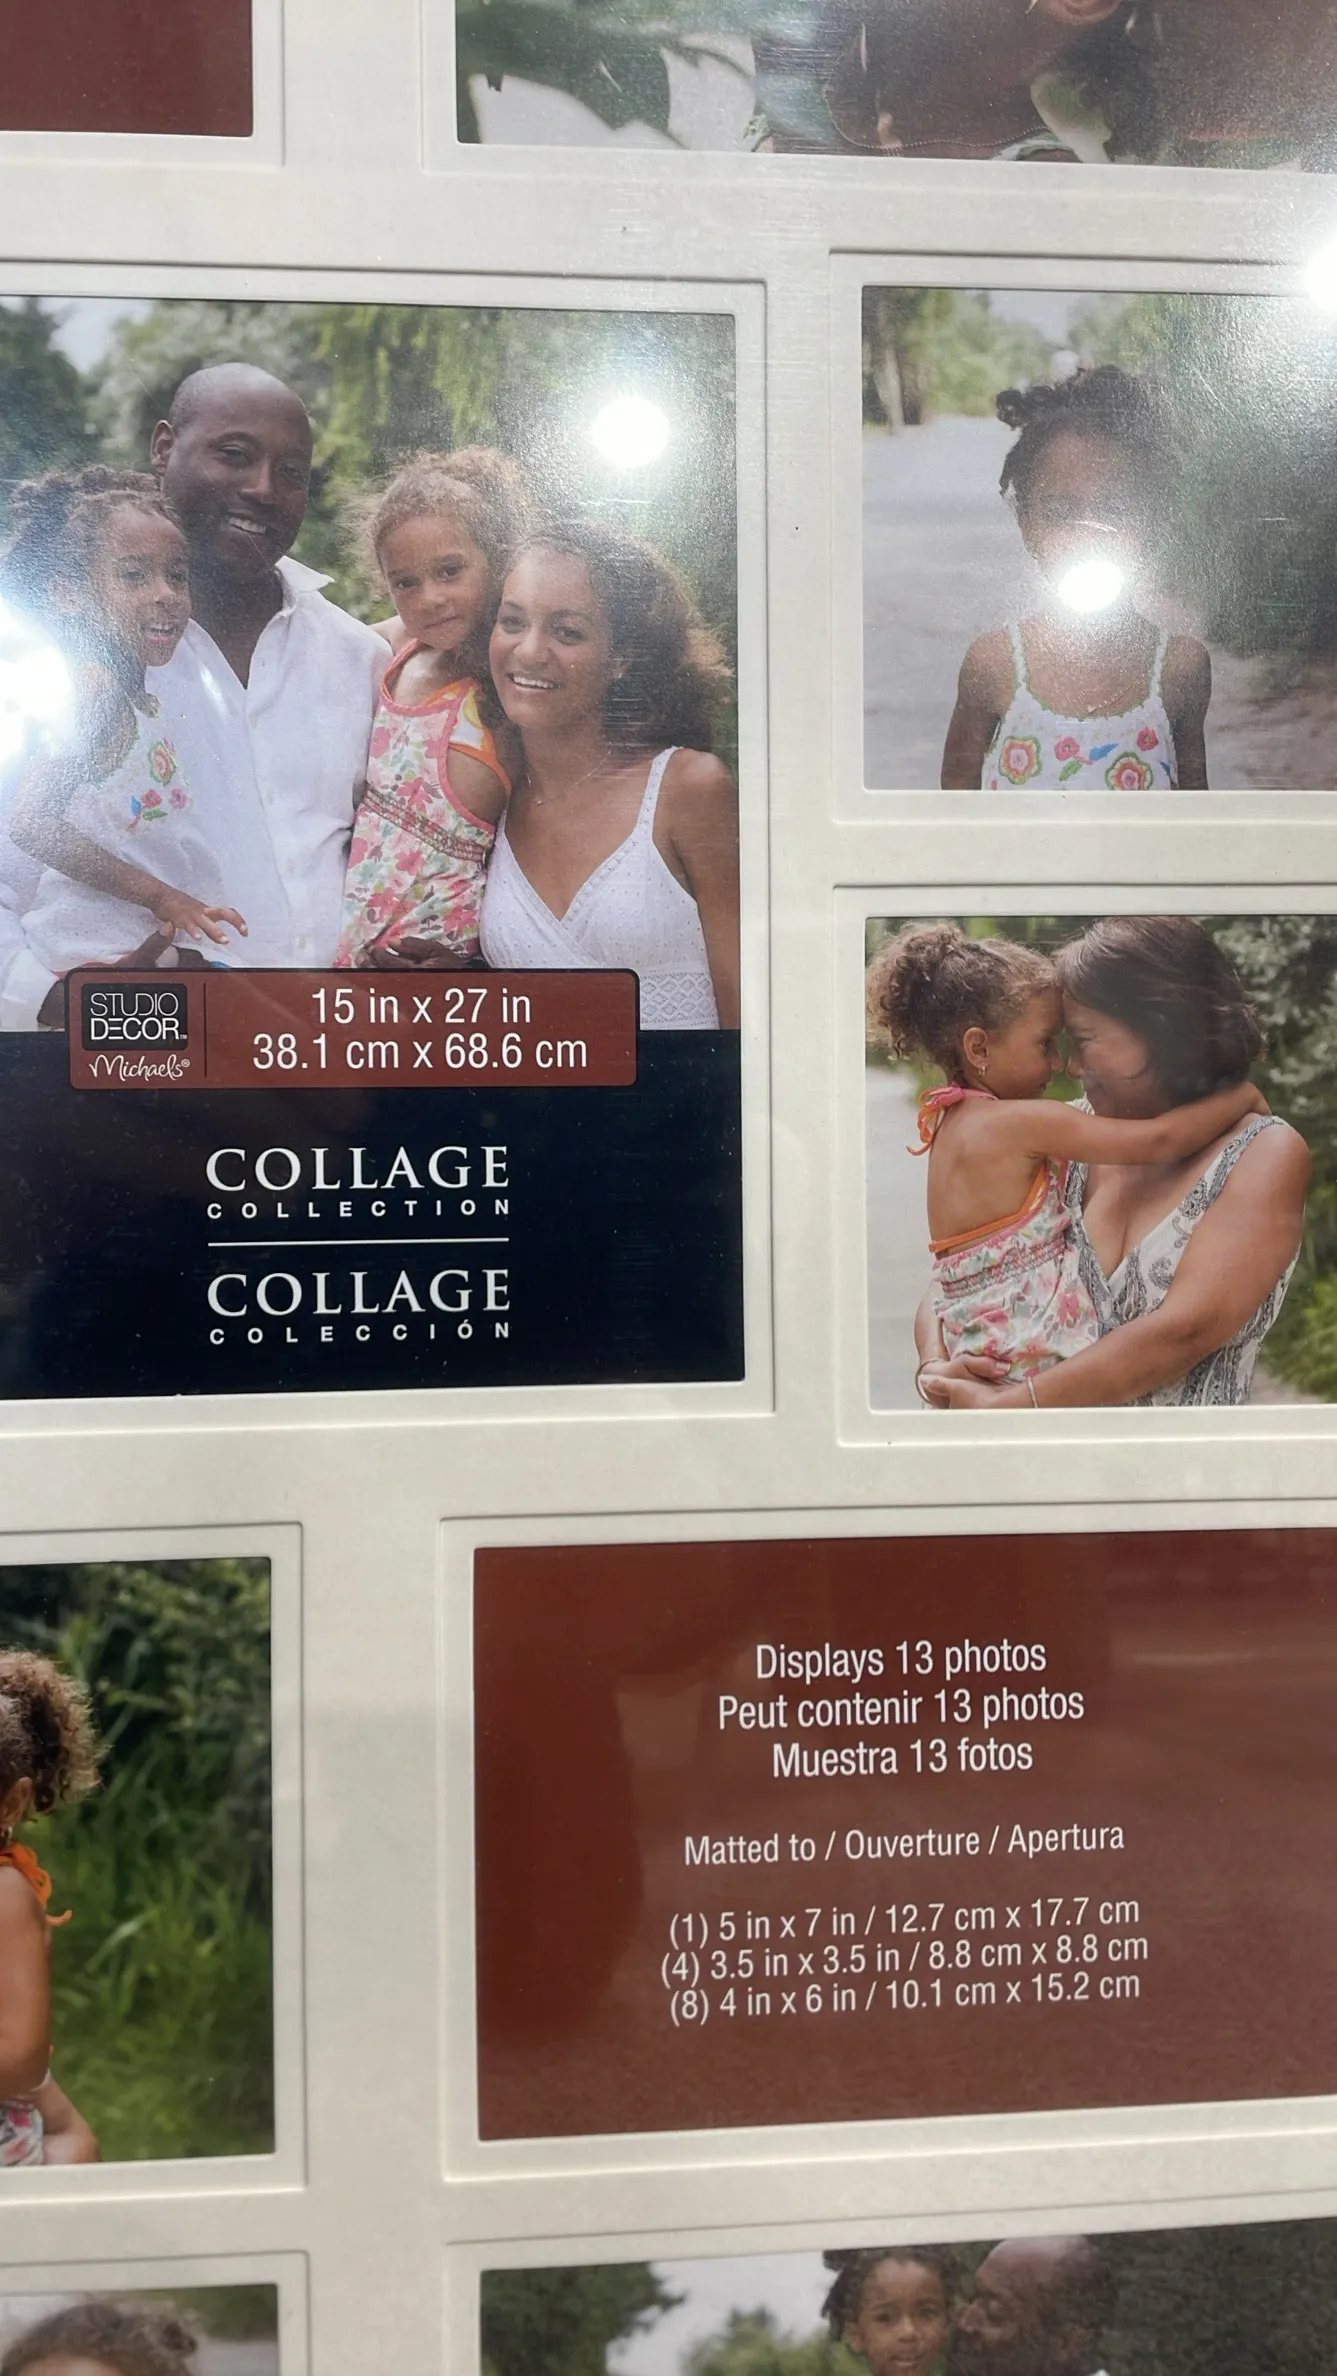 STUDIO
DECOR™
Michaels®
15 in x 27 in
38.1 cm x 68.6 cm
COLLAGE
COLLECTION
COLLAGE
COLECCIÓN
Displays 13 photos
Peut contenir 13 photos
Muestra 13 fotos
Matted to / Ouverture / Apertura
(1) 5 in x 7 in / 12.7 cm x 17.7 cm
(4) 3.5 in x 3.5 in / 8.8 cm x 8.8 cm
(8) 4 in x 6 in / 10.1 cm x 15.2 cm